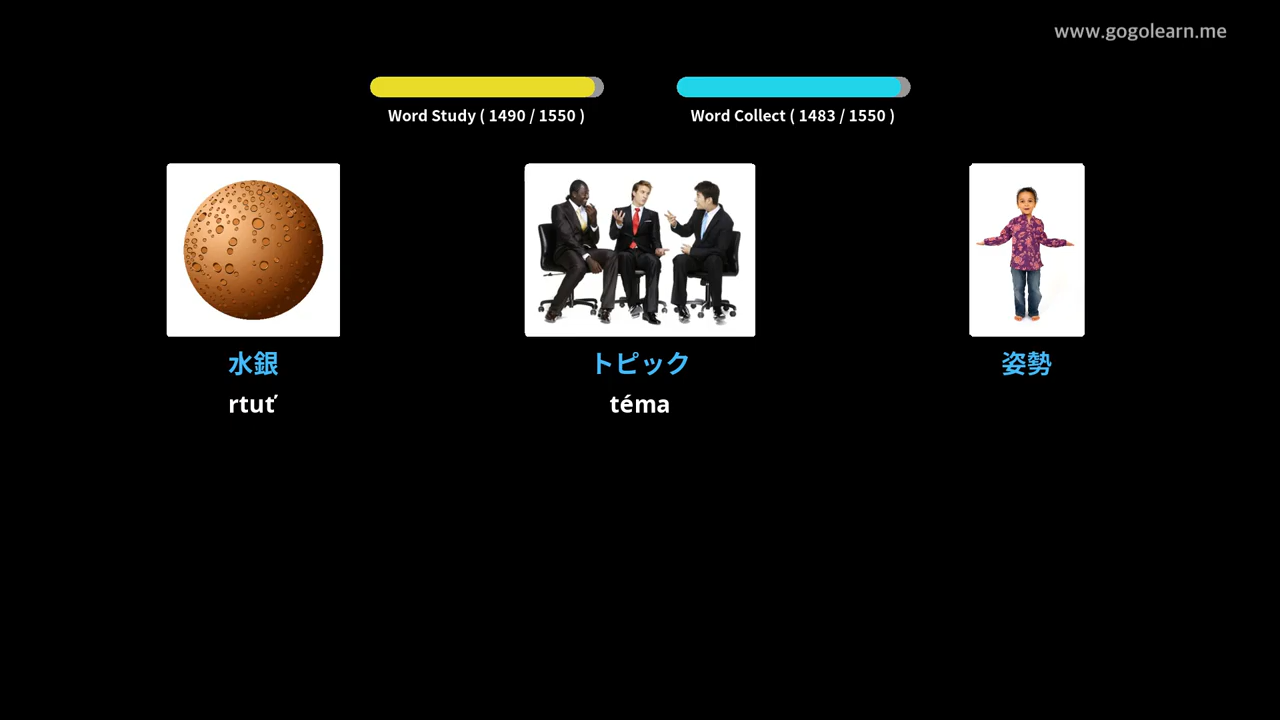 www.gogolearn.me
Word Study ( 1490 / 1550 )
Word Collect ( 1483 / 1550 )
水銀
トピック
姿勢
rtuť
téma